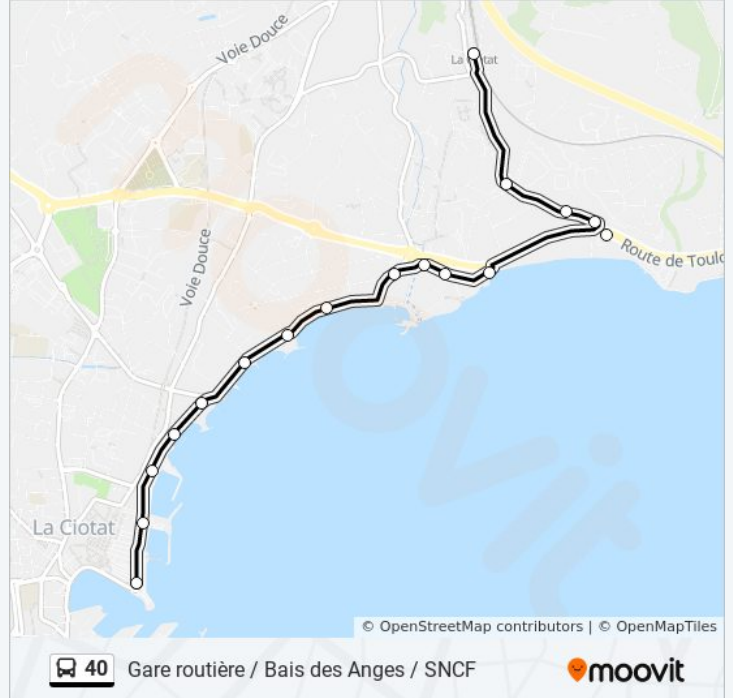 Voie Douce
La Ciotat
Voie Douce
Route de Toulo
La Ciotat
© OpenStreetMap contributors | © OpenMapTiles
40 Gare routière / Bais des Anges / SNCF moovit